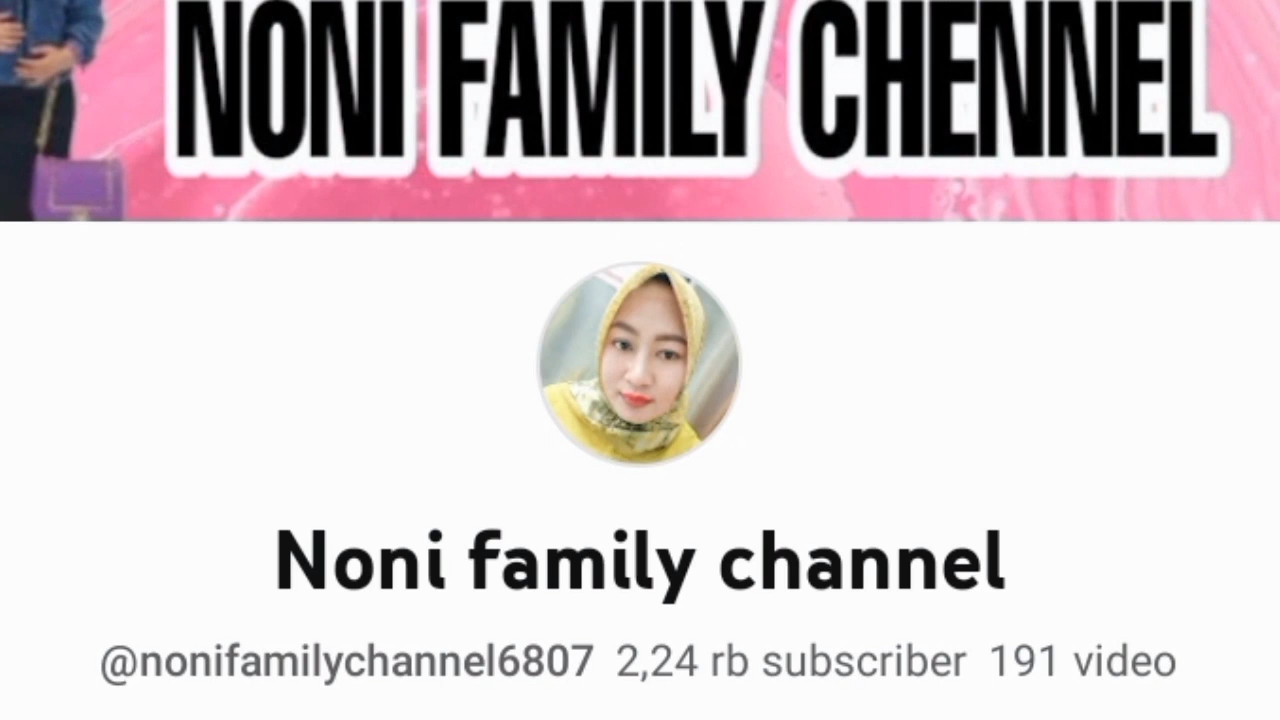 NONI FAMILY CHENNEL
Noni family channel
@nonifamilychannel6807 2,24 rb subscriber 191 video